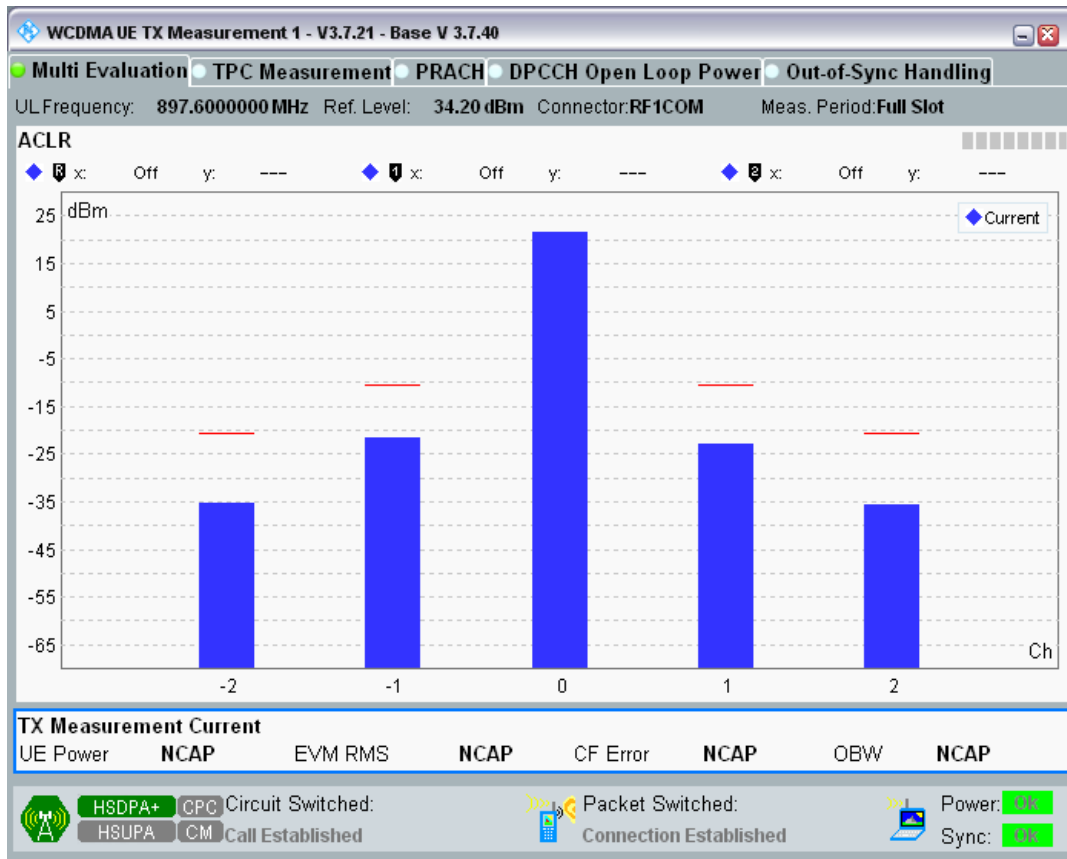 WCDMA UE TX Measurement 1 - V3.7.21 - Base V 3.7.40
Multi Evaluation TPC Measurement PRACH DPCCH Open Loop Power Out-of-Sync Handling
UL Frequency: 897.6000000 MHz Ref. Level: 34.20 dBm Connector:RF1COM Meas. Period:Full Slot
ACLR
R x: Off y: --- 1 x: Off y: --- 2 x: Off y: ---
25 dBm Current
15
5
-5
-15
-25
-35
-45
-55
-65
Ch
-2 -1 0 1 2
TX Measurement Current
UE Power NCAP EVM RMS NCAP CF Error NCAP OBW NCAP
HSDPA+ CPC Circuit Switched: Packet Switched: Power: Ok
HSUPA CM Call Established Connection Established Sync: Ok